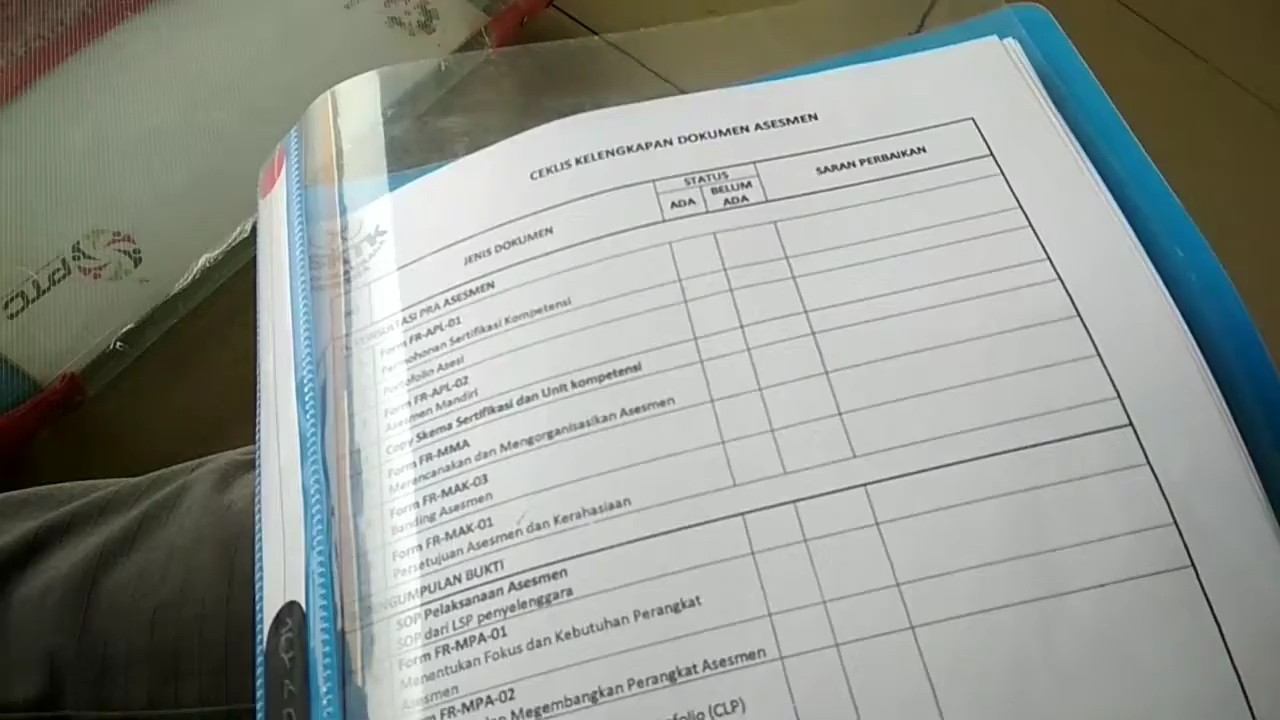 CEKLIS KELENGKAPAN DOKUMEN ASESMEN
JENIS DOKUMEN
STATUS
SARAN PERBAIKAN
ADA
BELUM
ADA
KONSULTASI PRA ASESMEN
Form FR-APL-01
Permohonan Sertifikasi Kompetensi
Portofolio Asesi
Form FR-APL-02
Asesmen Mandiri
Copy Skema Sertifikasi dan Unit kompetensi
Form FR-MMA
Merencanakan dan Mengorganisasikan Asesmen
Form FR-MAK-03
Banding Asesmen
Form FR-MAK-01
Persetujuan Asesmen dan Kerahasiaan
NGUMPULAN BUKTI
SOP Pelaksanaan Asesmen
SOP dari LSP penyelenggara
Form FR-MPA-01
Menentukan Fokus dan Kebutuhan Perangkat
Asesmen
FR-MPA-02
Megembangkan Perangkat Asesmen
(CLP)